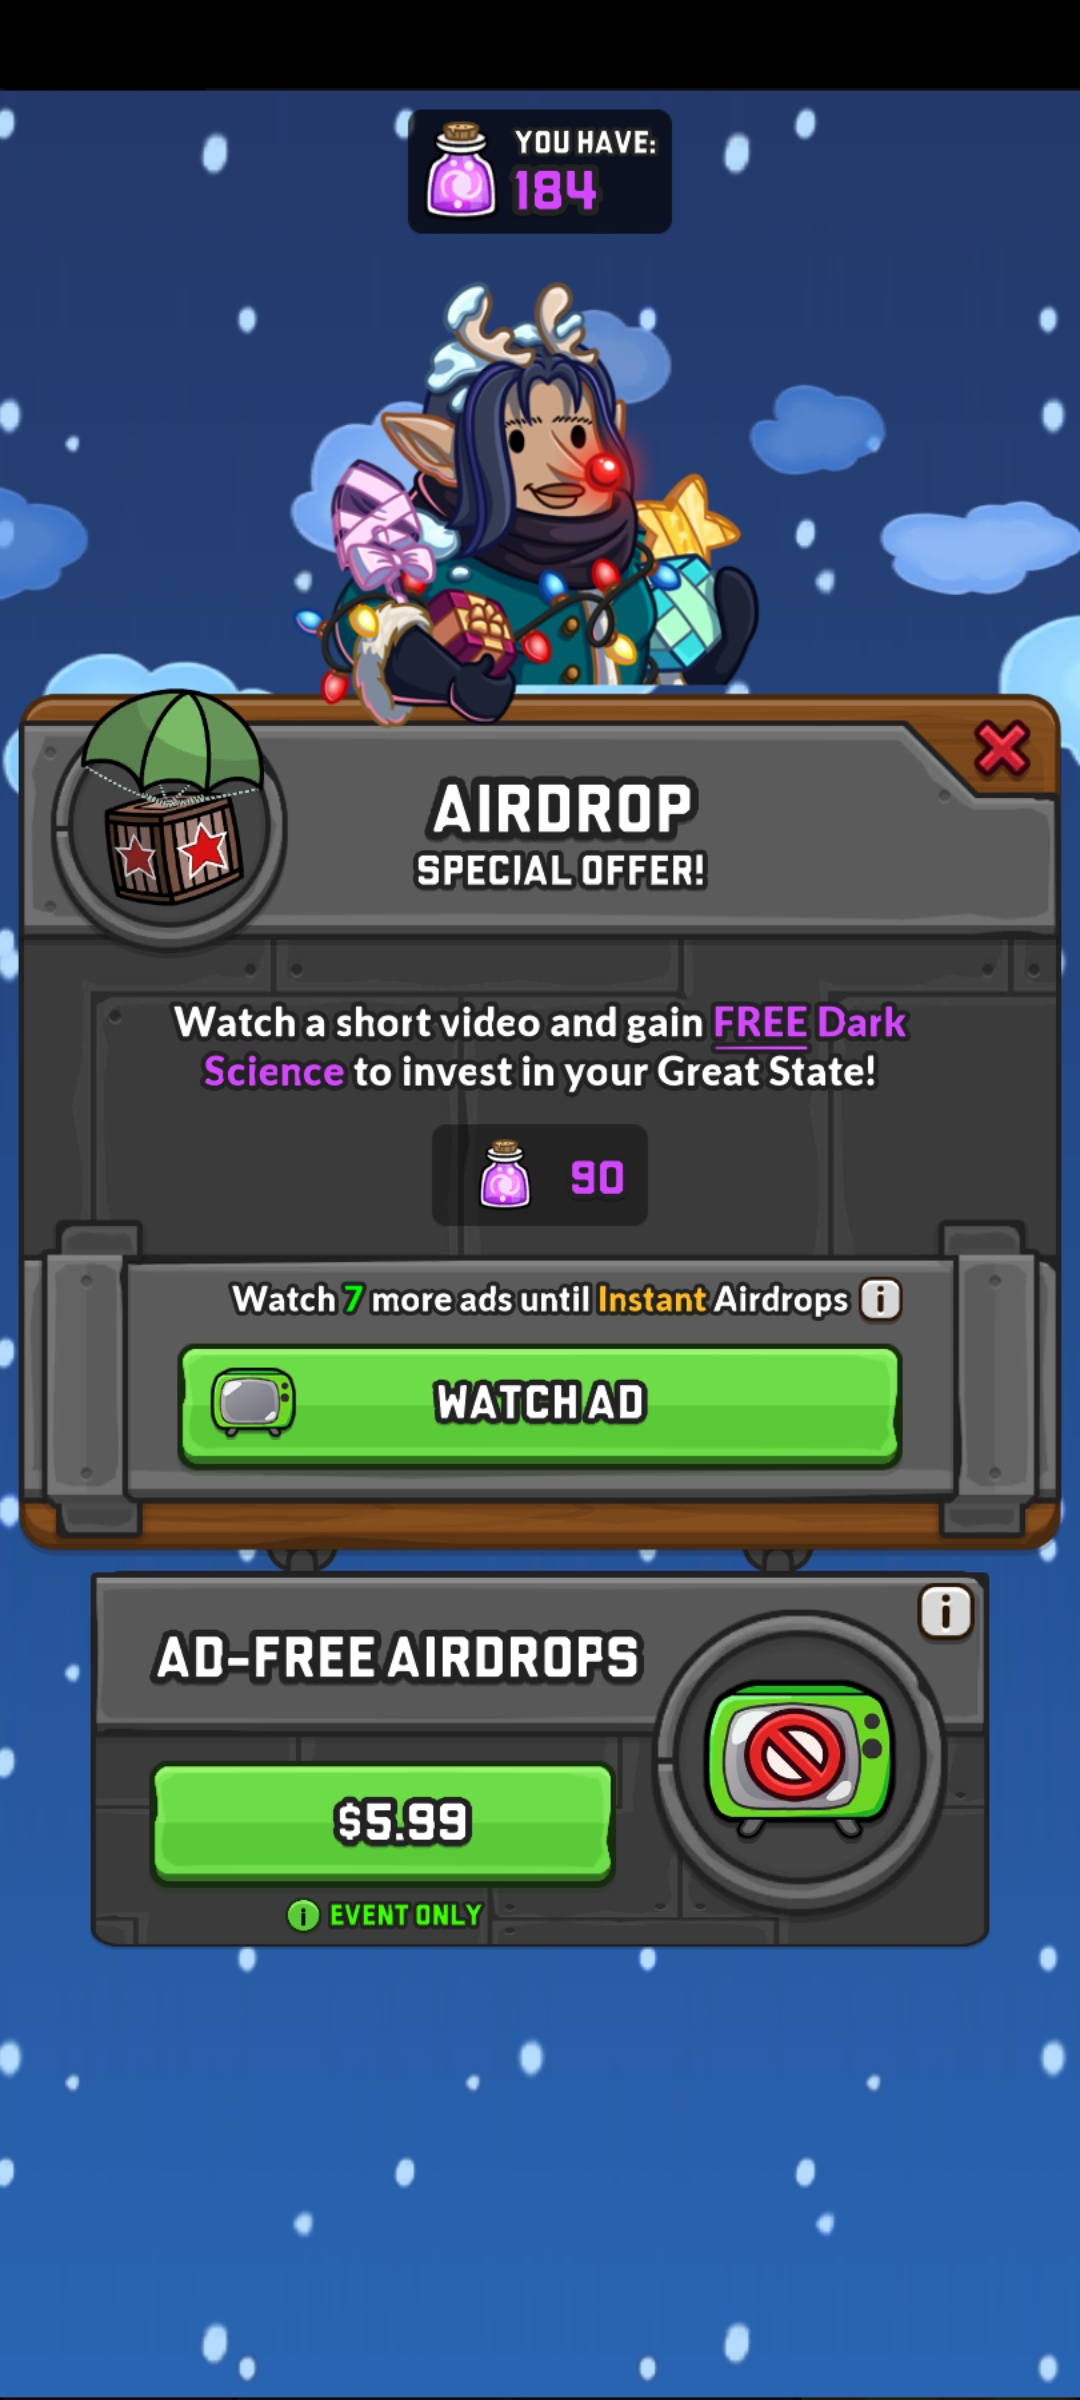 YOU HAVE:
184
AIRDROP
SPECIAL OFFER!
Watch a short video and gain FREE Dark
Science to invest in your Great State!
90
Watch 7 more ads until Instant Airdrops i
WATCH AD
i
AD-FREE AIRDROPS
$5.99
i EVENT ONLY